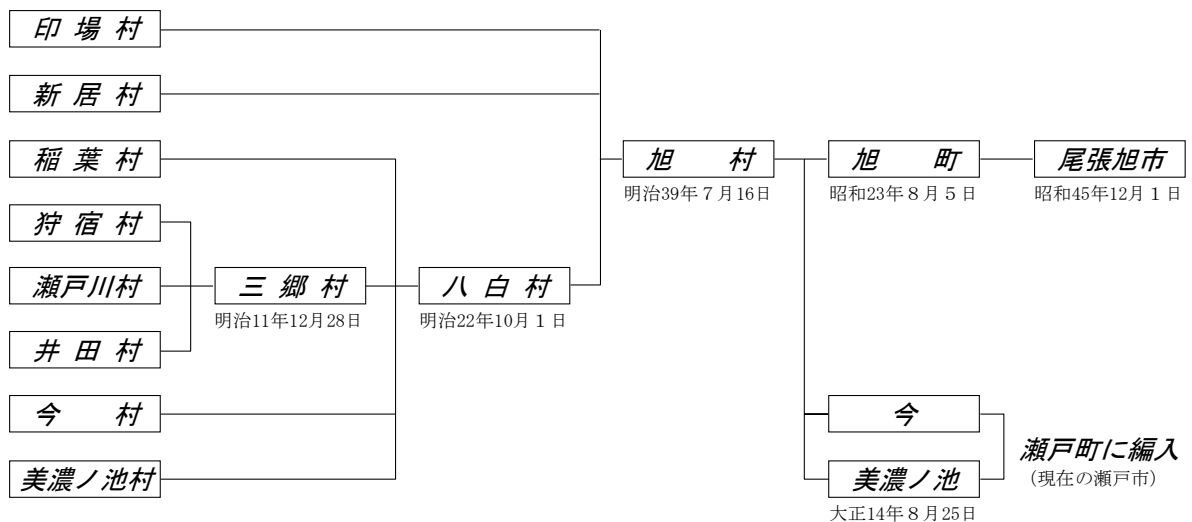 印場村
新居村
稲葉村
狩宿村
瀬戸川村
井田村
今村
美濃ノ池村
三郷村
明治11年12月28日
八白村
明治22年10月１日
旭村
明治39年７月16日
旭町
昭和23年８月５日
尾張旭市
昭和45年12月１日
今
美濃ノ池
大正14年８月25日
瀬戸町に編入
（現在の瀬戸市）